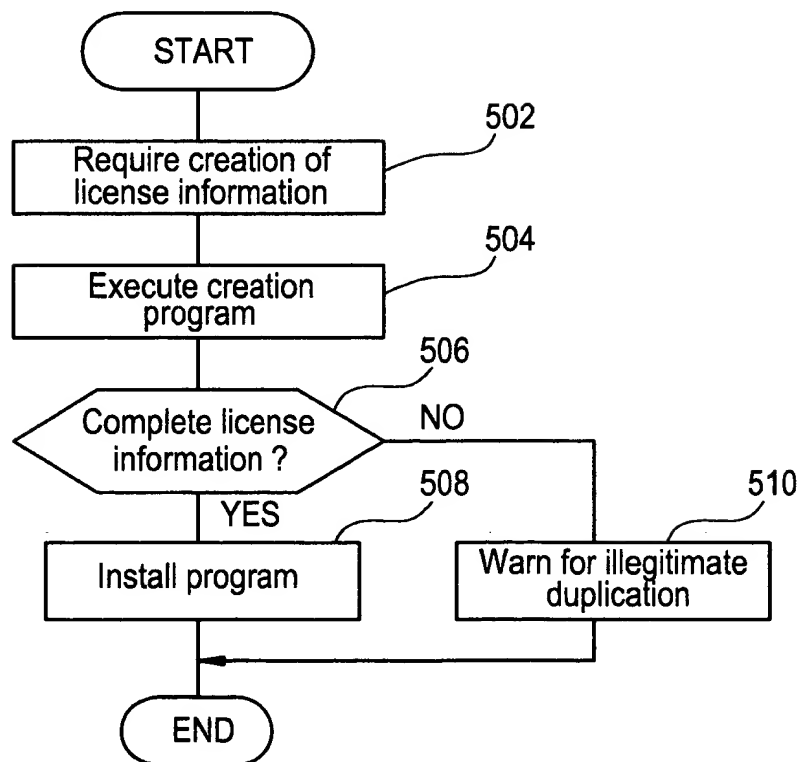 START
502
Require creation of
license information
504
Execute creation
program
506
Complete license
information ?
NO
YES
508
510
Install program
Warn for illegitimate
duplication
END